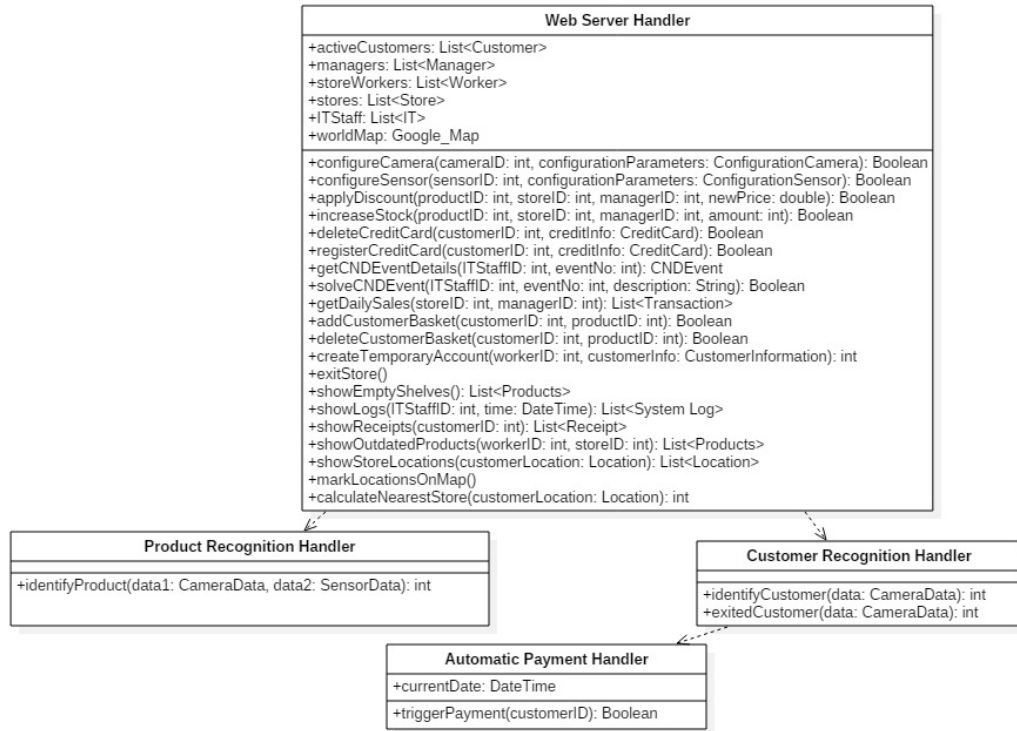 Web Server Handler
+activeCustomers: List<Customer>
+managers: List<Manager>
+storeWorkers: List<Worker>
+stores: List<Store>
+ITStaff: List<IT>
+worldMap: Google_Map
+configureCamera(cameraID: int, configurationParameters: ConfigurationCamera): Boolean
+configureSensor(sensorID: int, configurationParameters: ConfigurationSensor): Boolean
+applyDiscount(productID: int, storeID: int, managerID: int, newPrice: double): Boolean
+increaseStock(productID: int, storeID: int, managerID: int, amount: int): Boolean
+deleteCreditCard(customerID: int, creditInfo: CreditCard): Boolean
+registerCreditCard(customerID: int, creditInfo: CreditCard): Boolean
+getCNDEventDetails(ITStaffID: int, eventNo: int): CNDEvent
+solveCNDEvent(ITStaffID: int, eventNo: int, description: String): Boolean
+getDailySales(storeID: int, managerID: int): List<Transaction>
+addCustomerBasket(customerID: int, productID: int): Boolean
+deleteCustomerBasket(customerID: int, productID: int): Boolean
+createTemporaryAccount(workerID: int, customerInfo: CustomerInformation): int
+exitStore()
+showEmptyShelves(): List<Products>
+showLogs(ITStaffID: int, time: DateTime): List<System Log>
+showReceipts(customerID: int): List<Receipt>
+showOutdatedProducts(workerID: int, storeID: int): List<Products>
+showStoreLocations(customerLocation: Location): List<Location>
+markLocationsOnMap()
+calculateNearestStore(customerLocation: Location): int
Product Recognition Handler
+identifyProduct(data1: CameraData, data2: SensorData): int
Customer Recognition Handler
+identifyCustomer(data: CameraData): int
+exitedCustomer(data: CameraData): int
Automatic Payment Handler
+currentDate: DateTime
+triggerPayment(customerID): Boolean